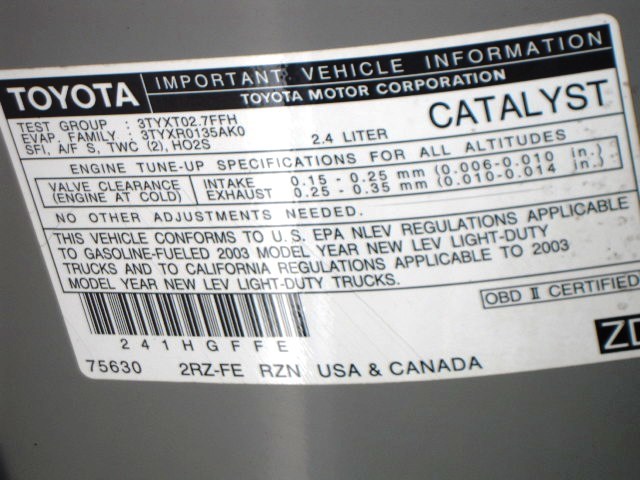 TOYOTA IMPORTANT VEHICLE INFORMATION
TOYOTA MOTOR CORPORATION
TEST GROUP : 3TYXT02.7FFH
EVAP. FAMILY : 3TYXR0135AK0
SFI, A/F S, TWC (2), HO2S
2.4 LITER
CATALYST
ENGINE TUNE-UP SPECIFICATIONS FOR ALL ALTITUDES
VALVE CLEARANCE
(ENGINE AT COLD)
INTAKE 0.15 - 0.25 mm (0.006-0.010 in.)
EXHAUST 0.25 - 0.35 mm (0.010-0.014 in.)
NO OTHER ADJUSTMENTS NEEDED.
THIS VEHICLE CONFORMS TO U.S. EPA NLEV REGULATIONS APPLICABLE
TO GASOLINE-FUELED 2003 MODEL YEAR NEW LEV LIGHT-DUTY
TRUCKS AND TO CALIFORNIA REGULATIONS APPLICABLE TO 2003
MODEL YEAR NEW LEV LIGHT-DUTY TRUCKS.
OBD II CERTIFIED
241HGFFE
ZD
75630 2RZ-FE RZN USA & CANADA